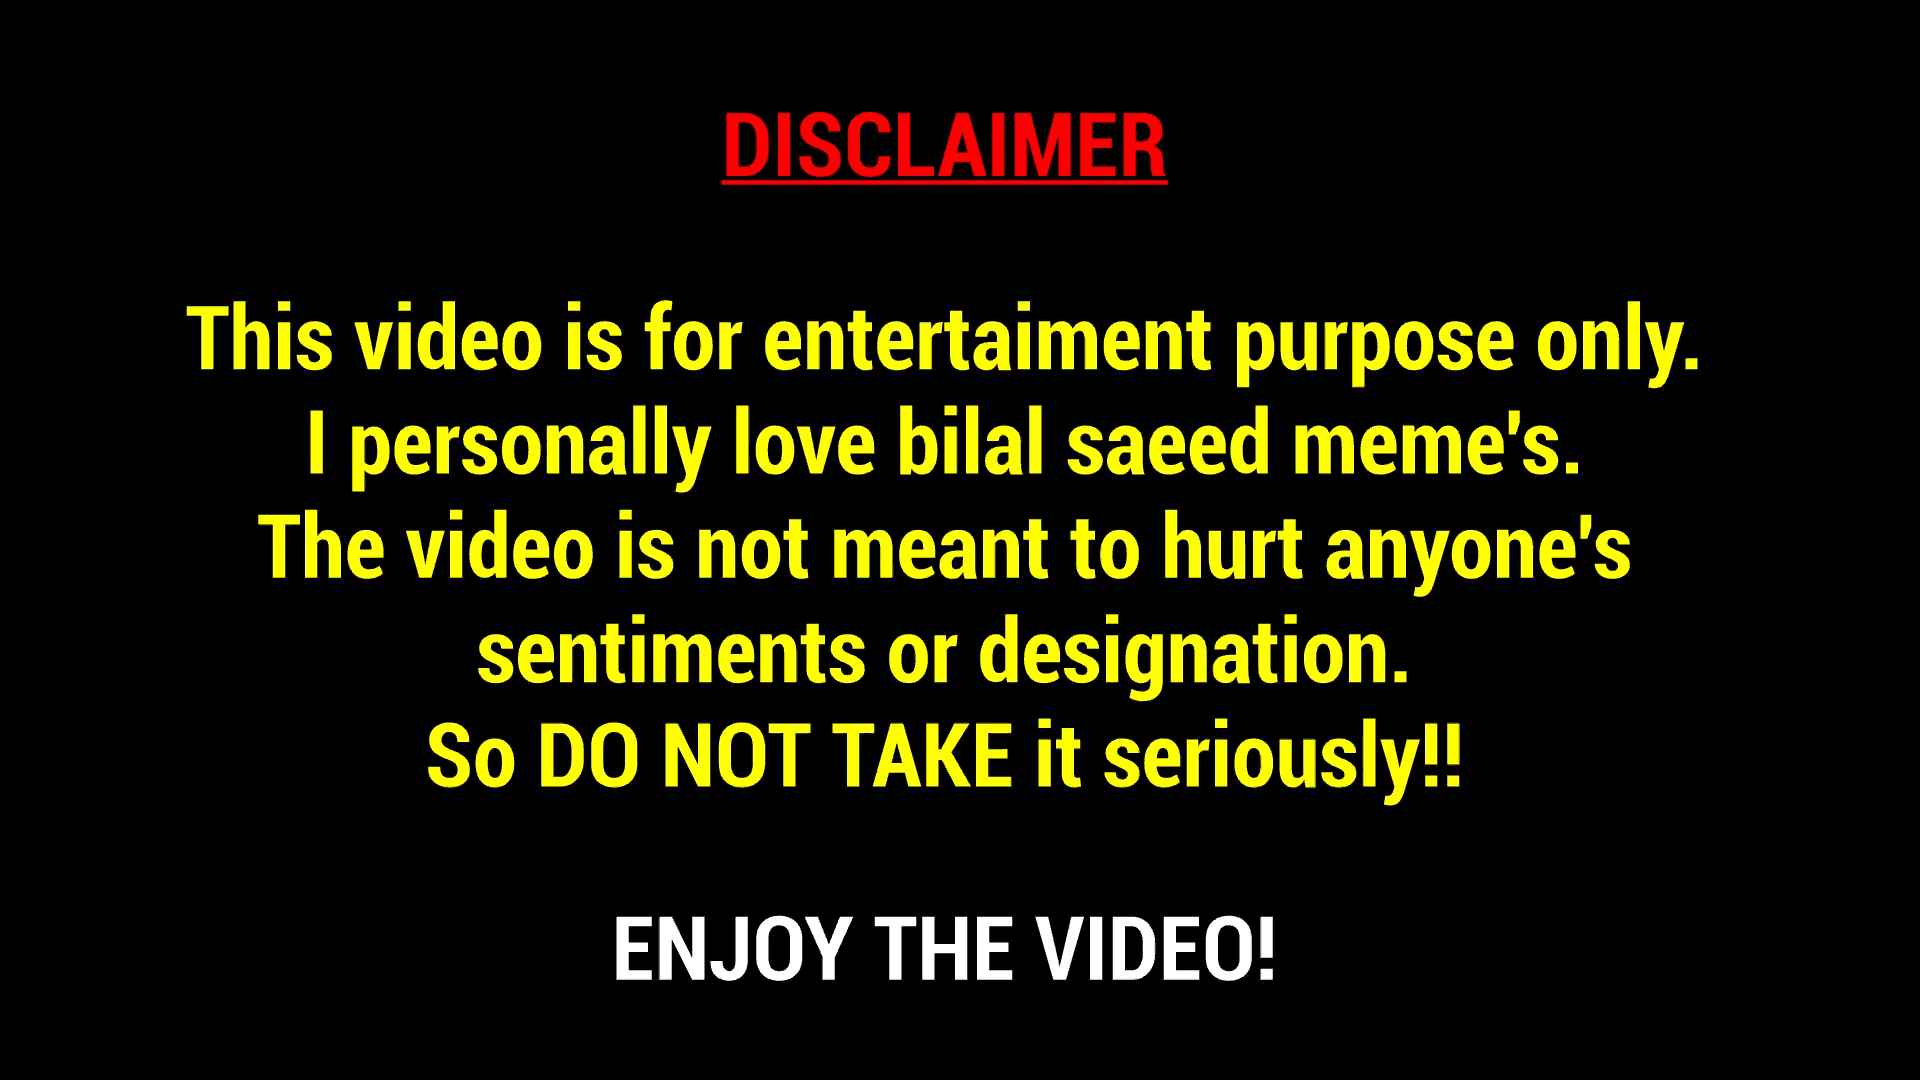 DISCLAIMER
This video is for entertaiment purpose only.
I personally love bilal saeed meme's.
The video is not meant to hurt anyone's
sentiments or designation.
So DO NOT TAKE it seriously!!
ENJOY THE VIDEO!